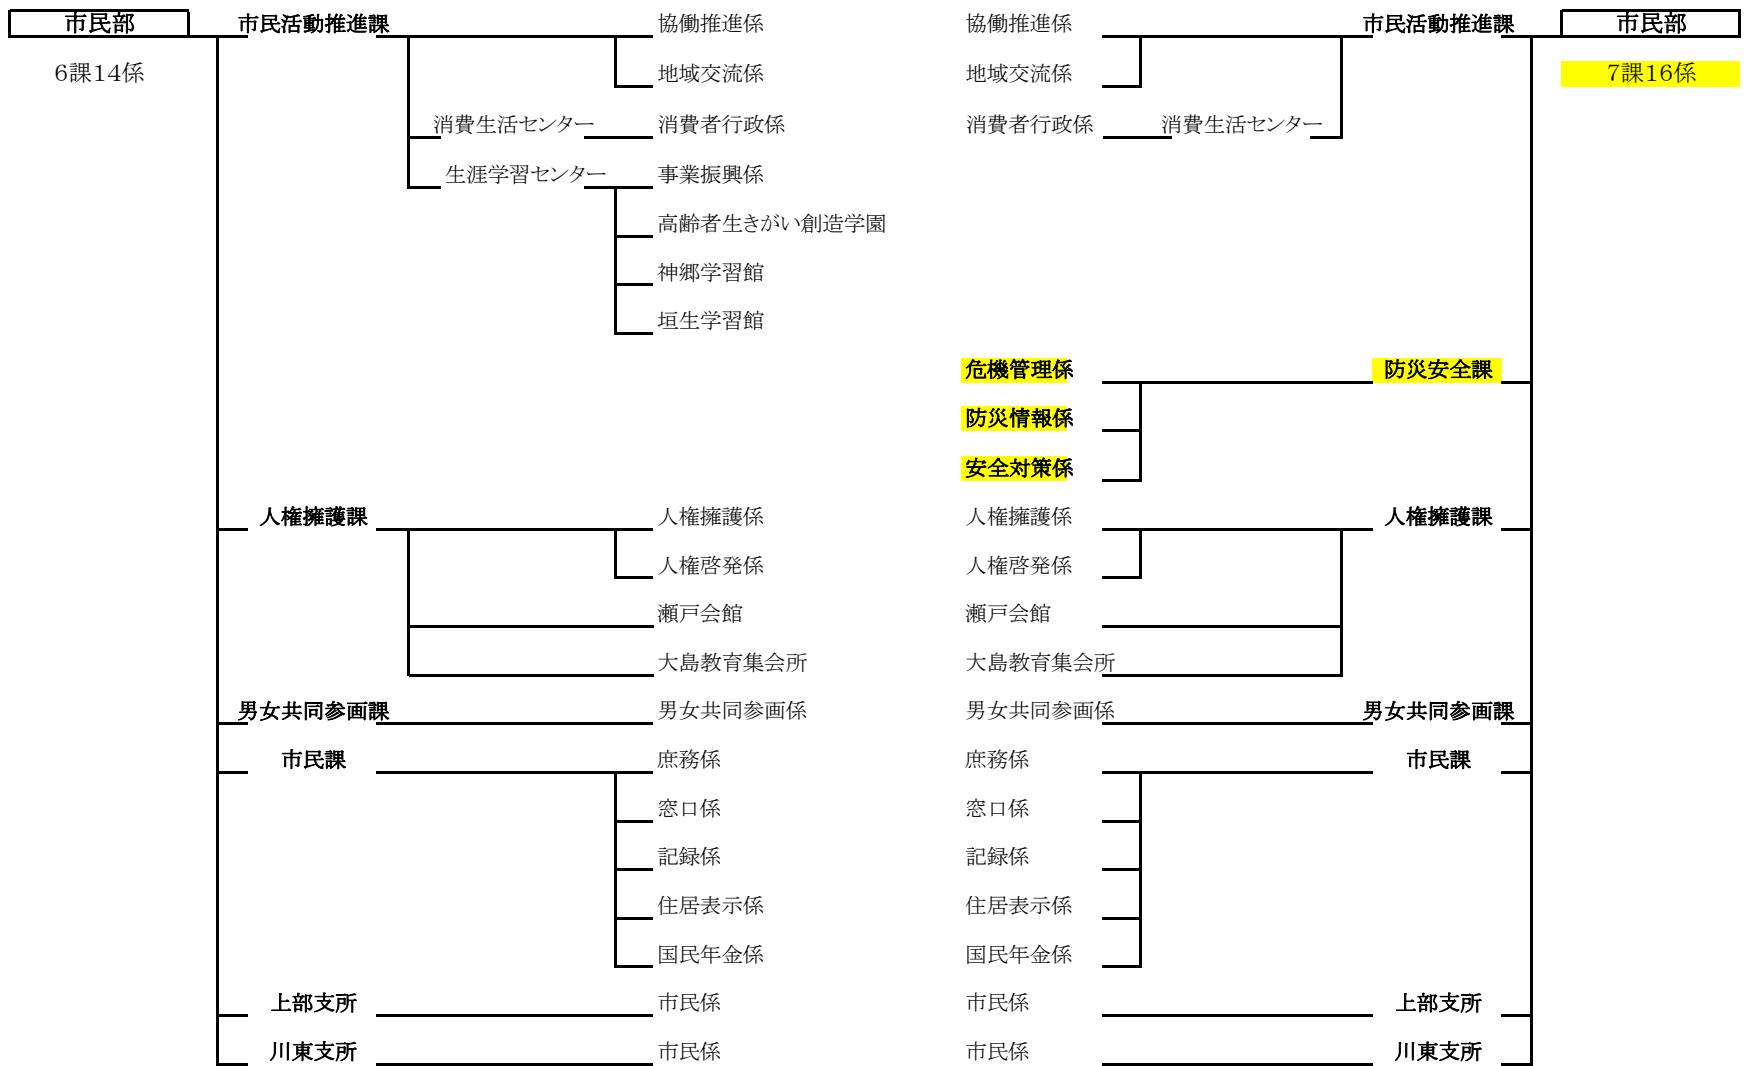 市民部 市民活動推進課 協働推進係 協働推進係 市民活動推進課 市民部
6課14係 地域交流係 地域交流係 7課16係
消費生活センター 消費者行政係 消費者行政係 消費生活センター
生涯学習センター 事業振興係
高齢者生きがい創造学園
神郷学習館
垣生学習館
危機管理係 防災安全課
防災情報係
安全対策係
人権擁護課 人権擁護係 人権擁護係 人権擁護課
人権啓発係 人権啓発係
瀬戸会館 瀬戸会館
大島教育集会所 大島教育集会所
男女共同参画課 男女共同参画係 男女共同参画係 男女共同参画課
市民課 庶務係 庶務係 市民課
窓口係 窓口係
記録係 記録係
住居表示係 住居表示係
国民年金係 国民年金係
上部支所 市民係 市民係 上部支所
川東支所 市民係 市民係 川東支所